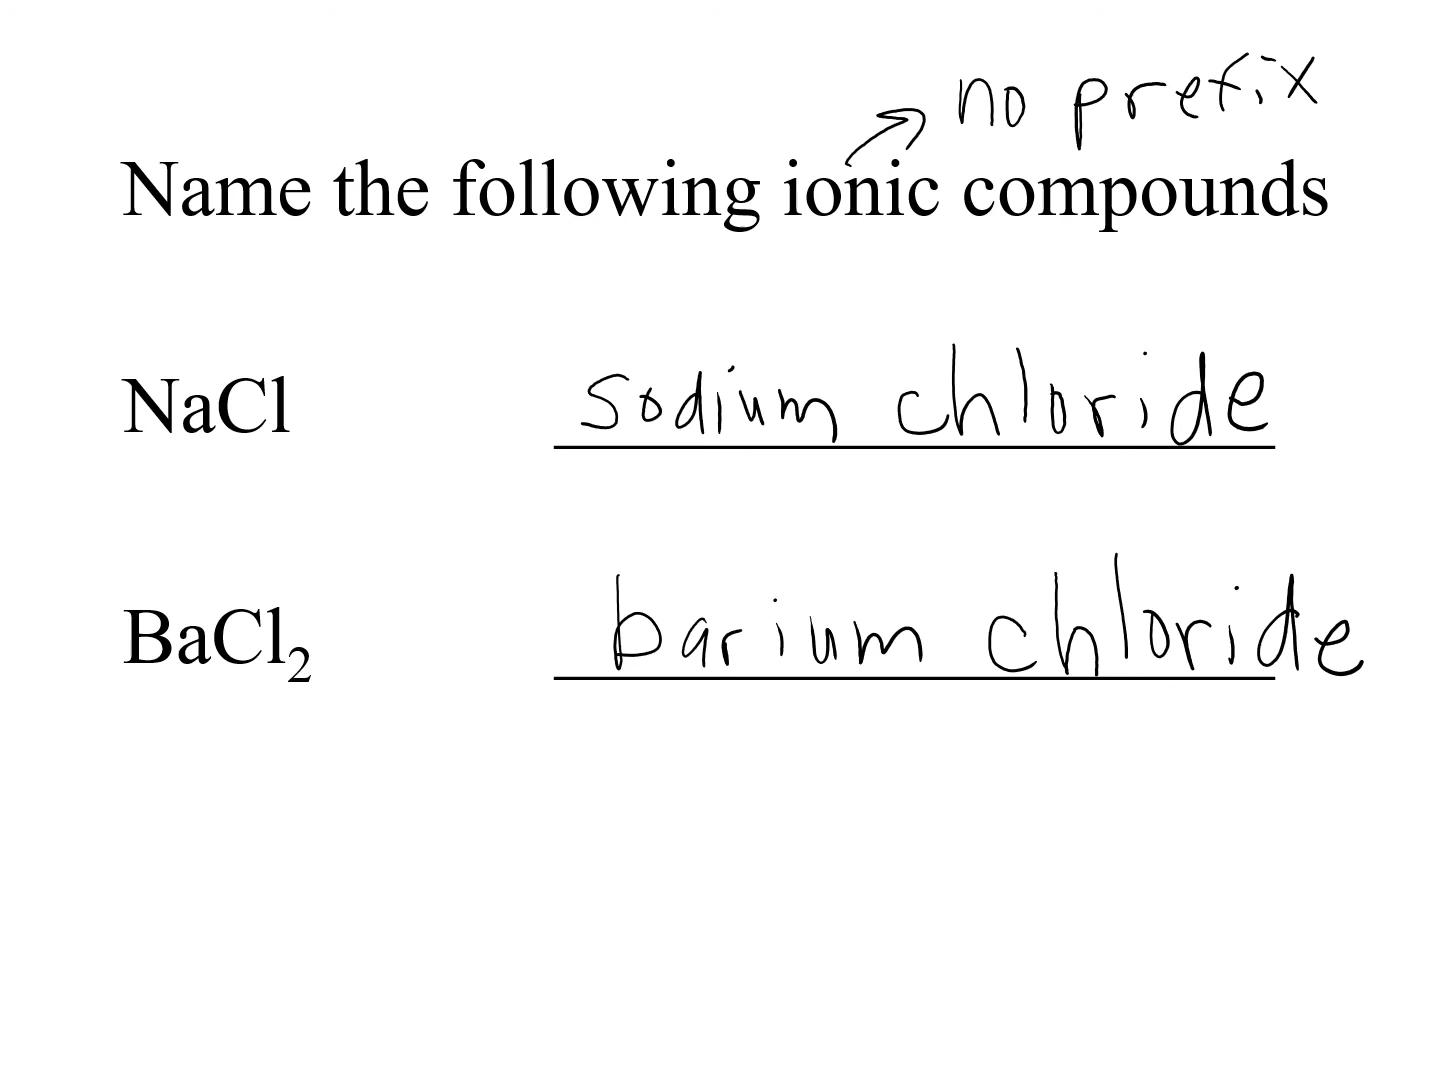 no prefix
Name the following ionic compounds
NaCl sodium chloride
BaCl₂ barium chloride